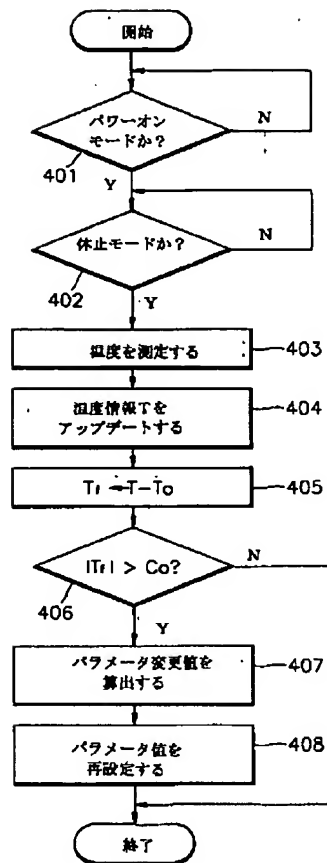 開始
パワーオン
モードか?
N
401
Y
休止モードか?
N
402
Y
温度を測定する
403
温度情報Tを
アップデートする
404
Tr ←T-To
405
|Tr| > Co?
N
406
Y
パラメータ変更値を
算出する
407
パラメータ値を
再設定する
408
終了